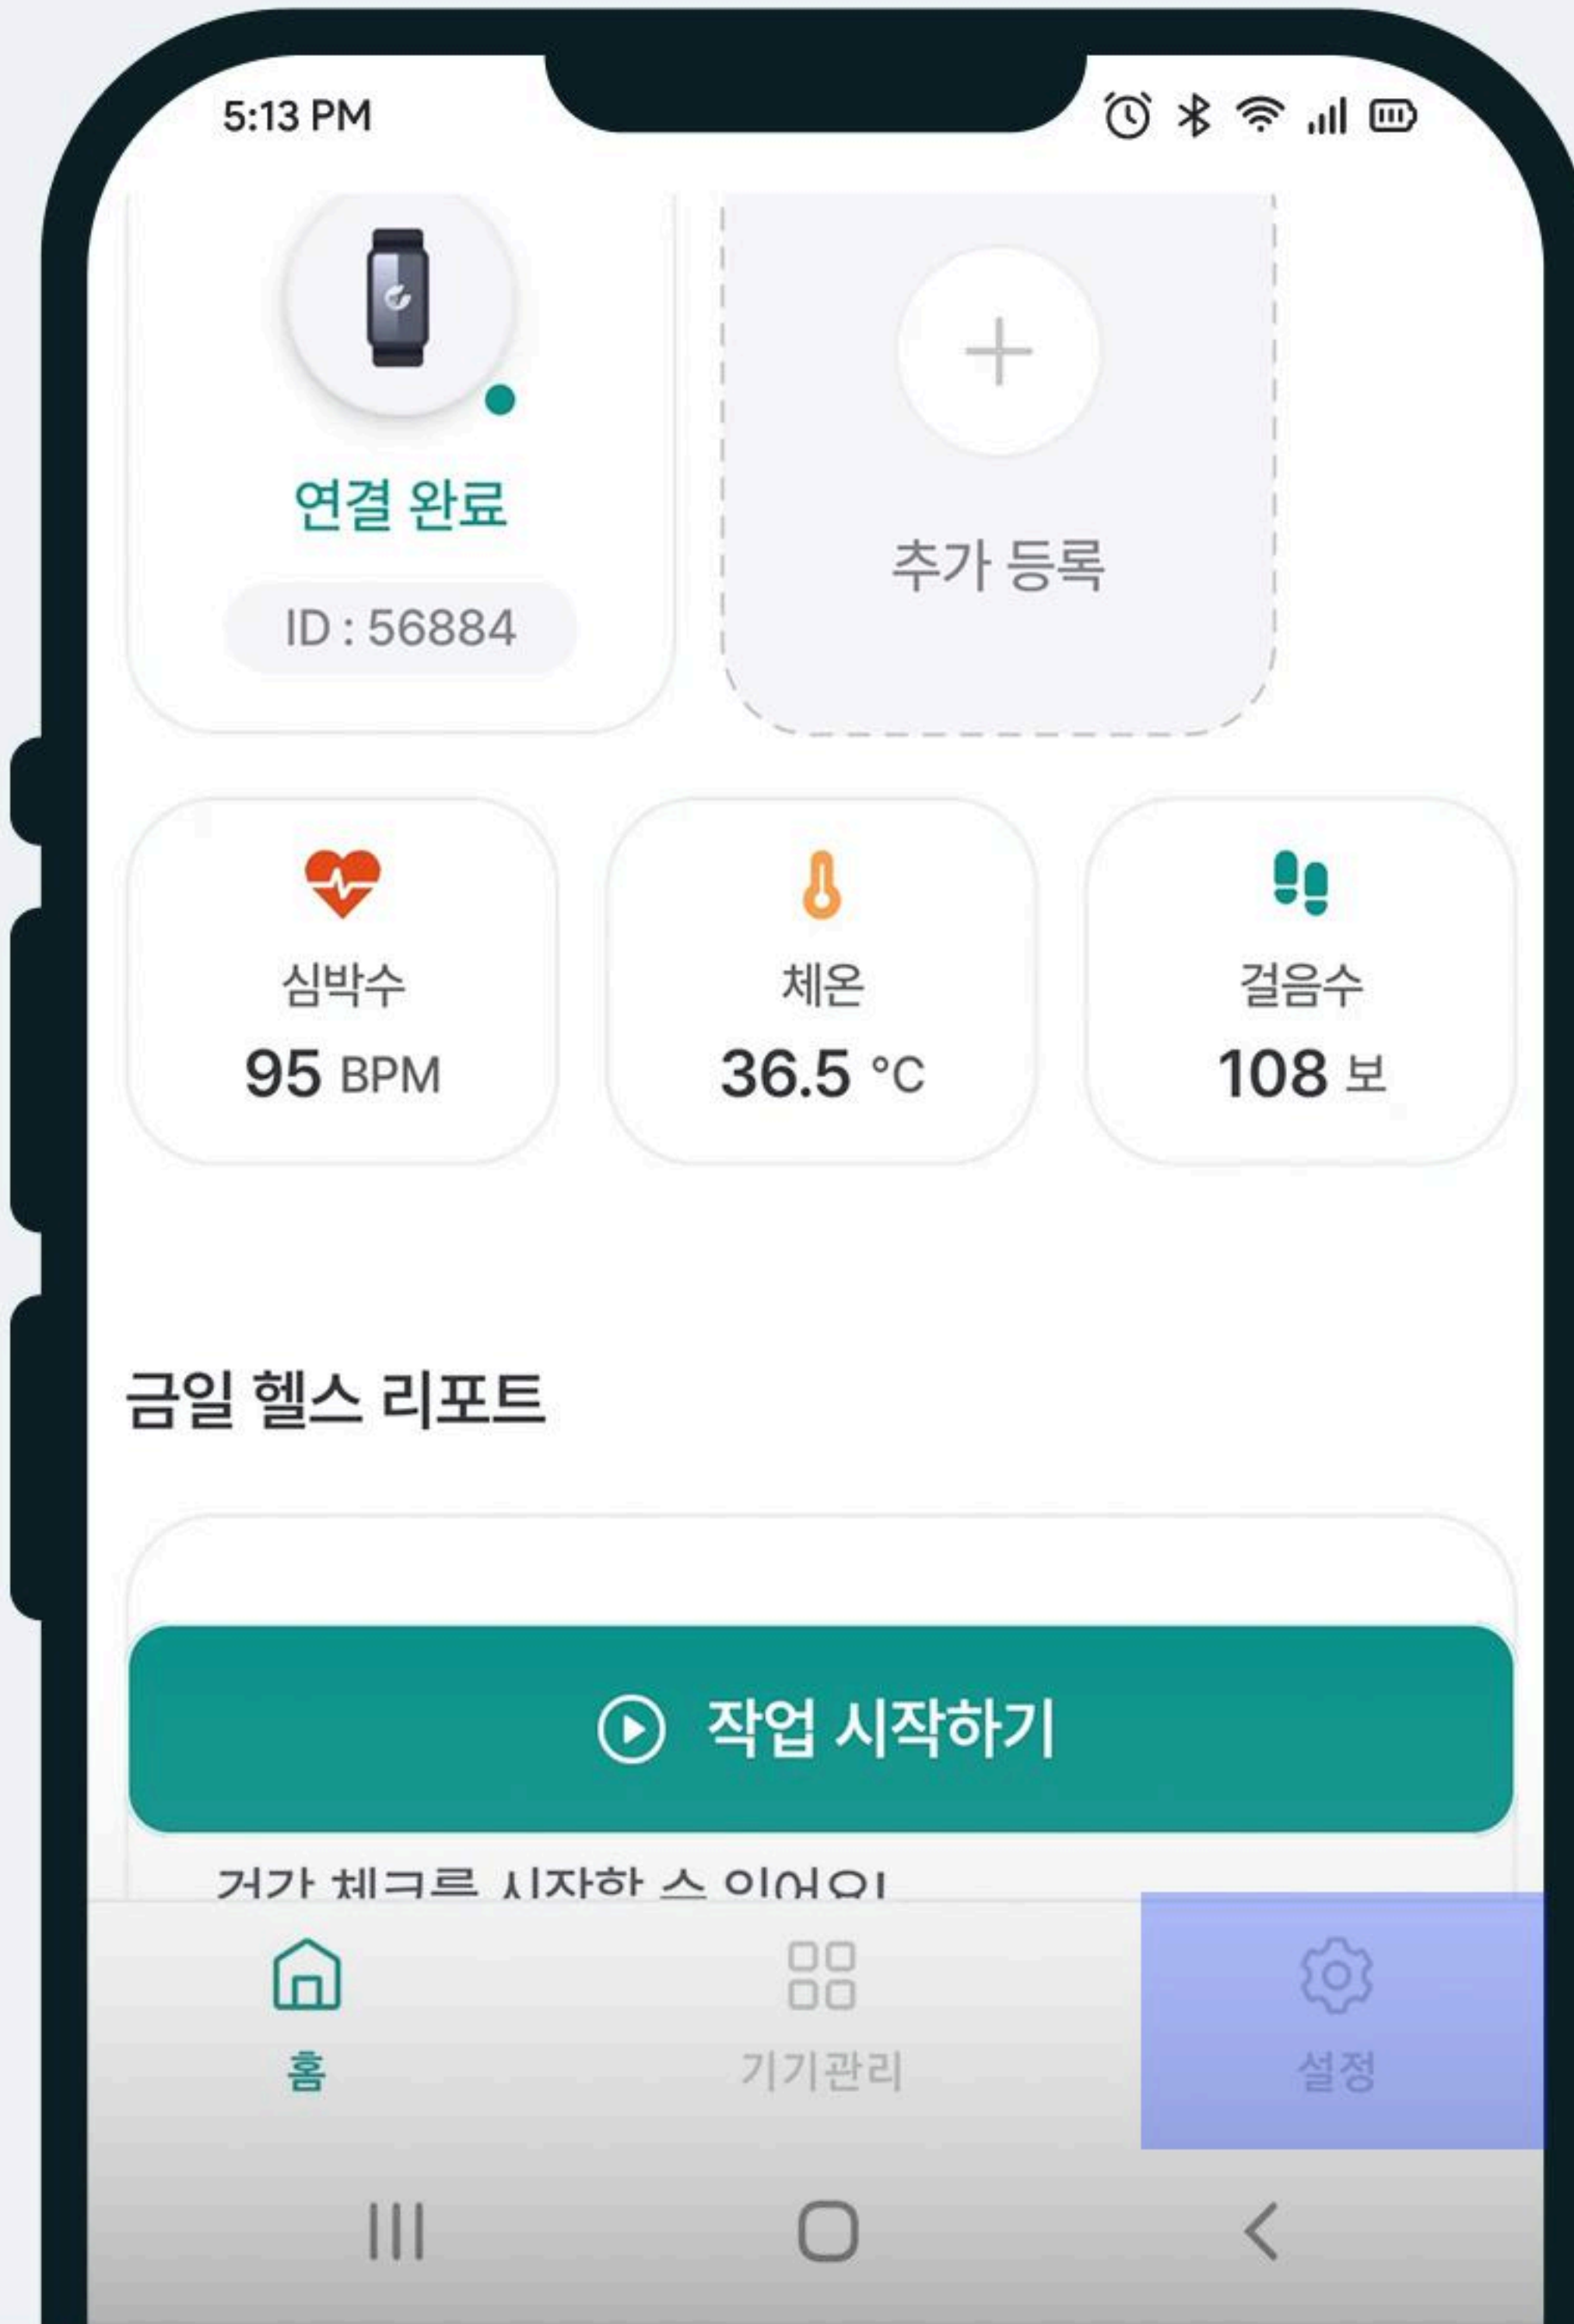 5:13 PM
연결 완료
ID : 56884
추가 등록
심박수
95 BPM
체온
36.5 °C
걸음수
108 보
금일 헬스 리포트
작업 시작하기
홈
기기관리
설정